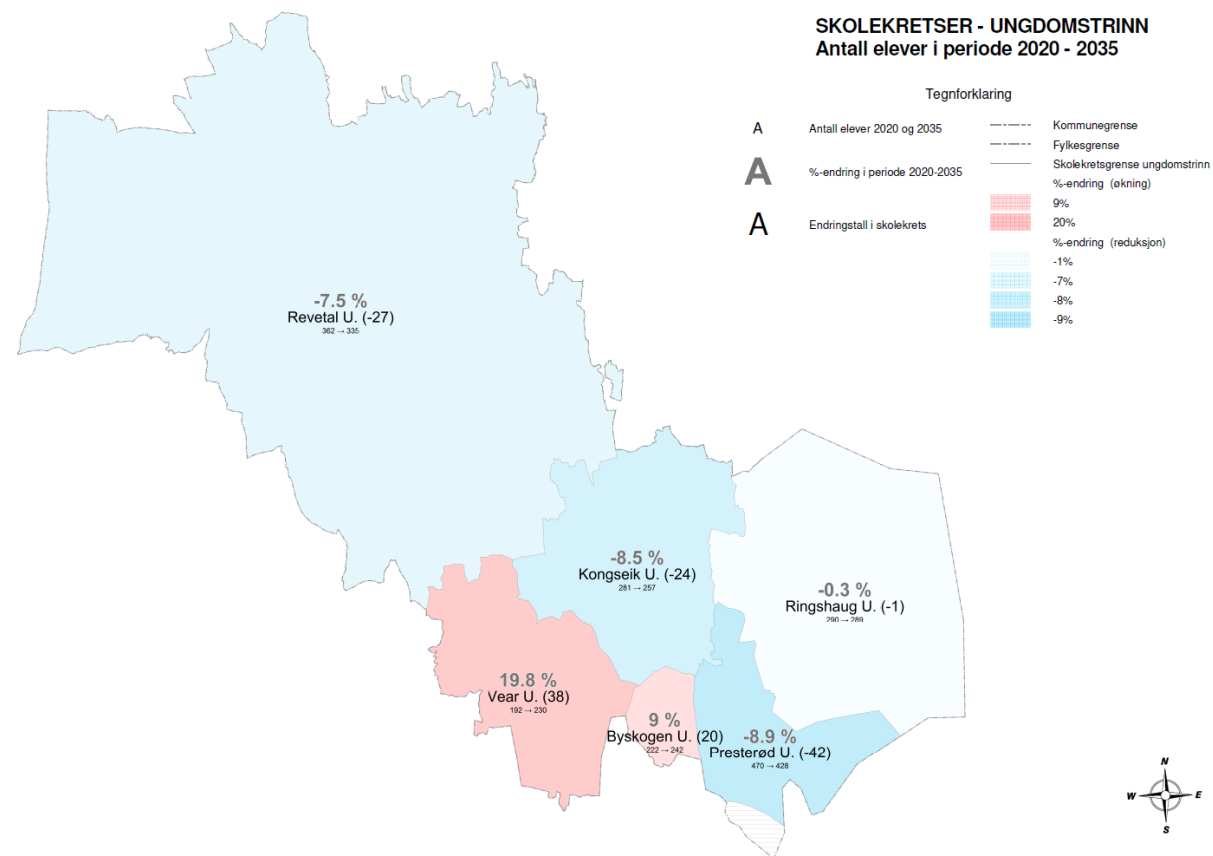 SKOLEKRETSER - UNGDOMSTRINN
Antall elever i periode 2020 - 2035
Tegnforklaring
A Antall elever 2020 og 2035
A %-endring i periode 2020-2035
A Endringstall i skolekrets
Kommunegrense
Fylkesgrense
Skolekretsgrense ungdomstrinn
%-endring (økning)
9%
20%
%-endring (reduksjon)
-1%
-7%
-8%
-9%
-7.5 %
Revetal U. (-27)
362 → 335
-8.5 %
Kongseik U. (-24)
281 → 257
-0.3 %
Ringshaug U. (-1)
290 → 289
19.8 %
Vear U. (38)
192 → 230
9 %
Byskogen U. (20)
222 → 242
-8.9 %
Presterød U. (-42)
470 → 428
N
W E
S